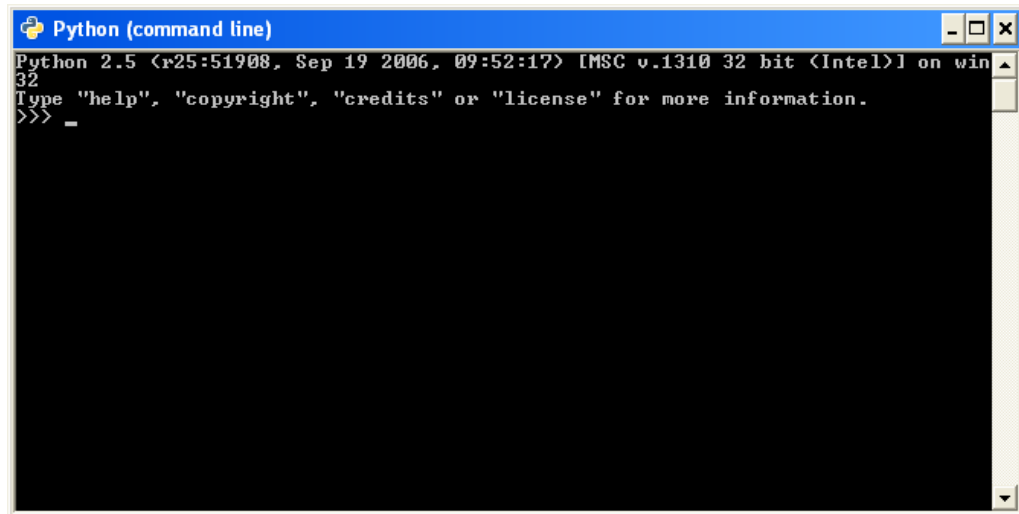 Python (command line)
Python 2.5 (r25:51908, Sep 19 2006, 09:52:17) [MSC v.1310 32 bit (Intel)] on win
32
Type "help", "copyright", "credits" or "license" for more information.
>>> _